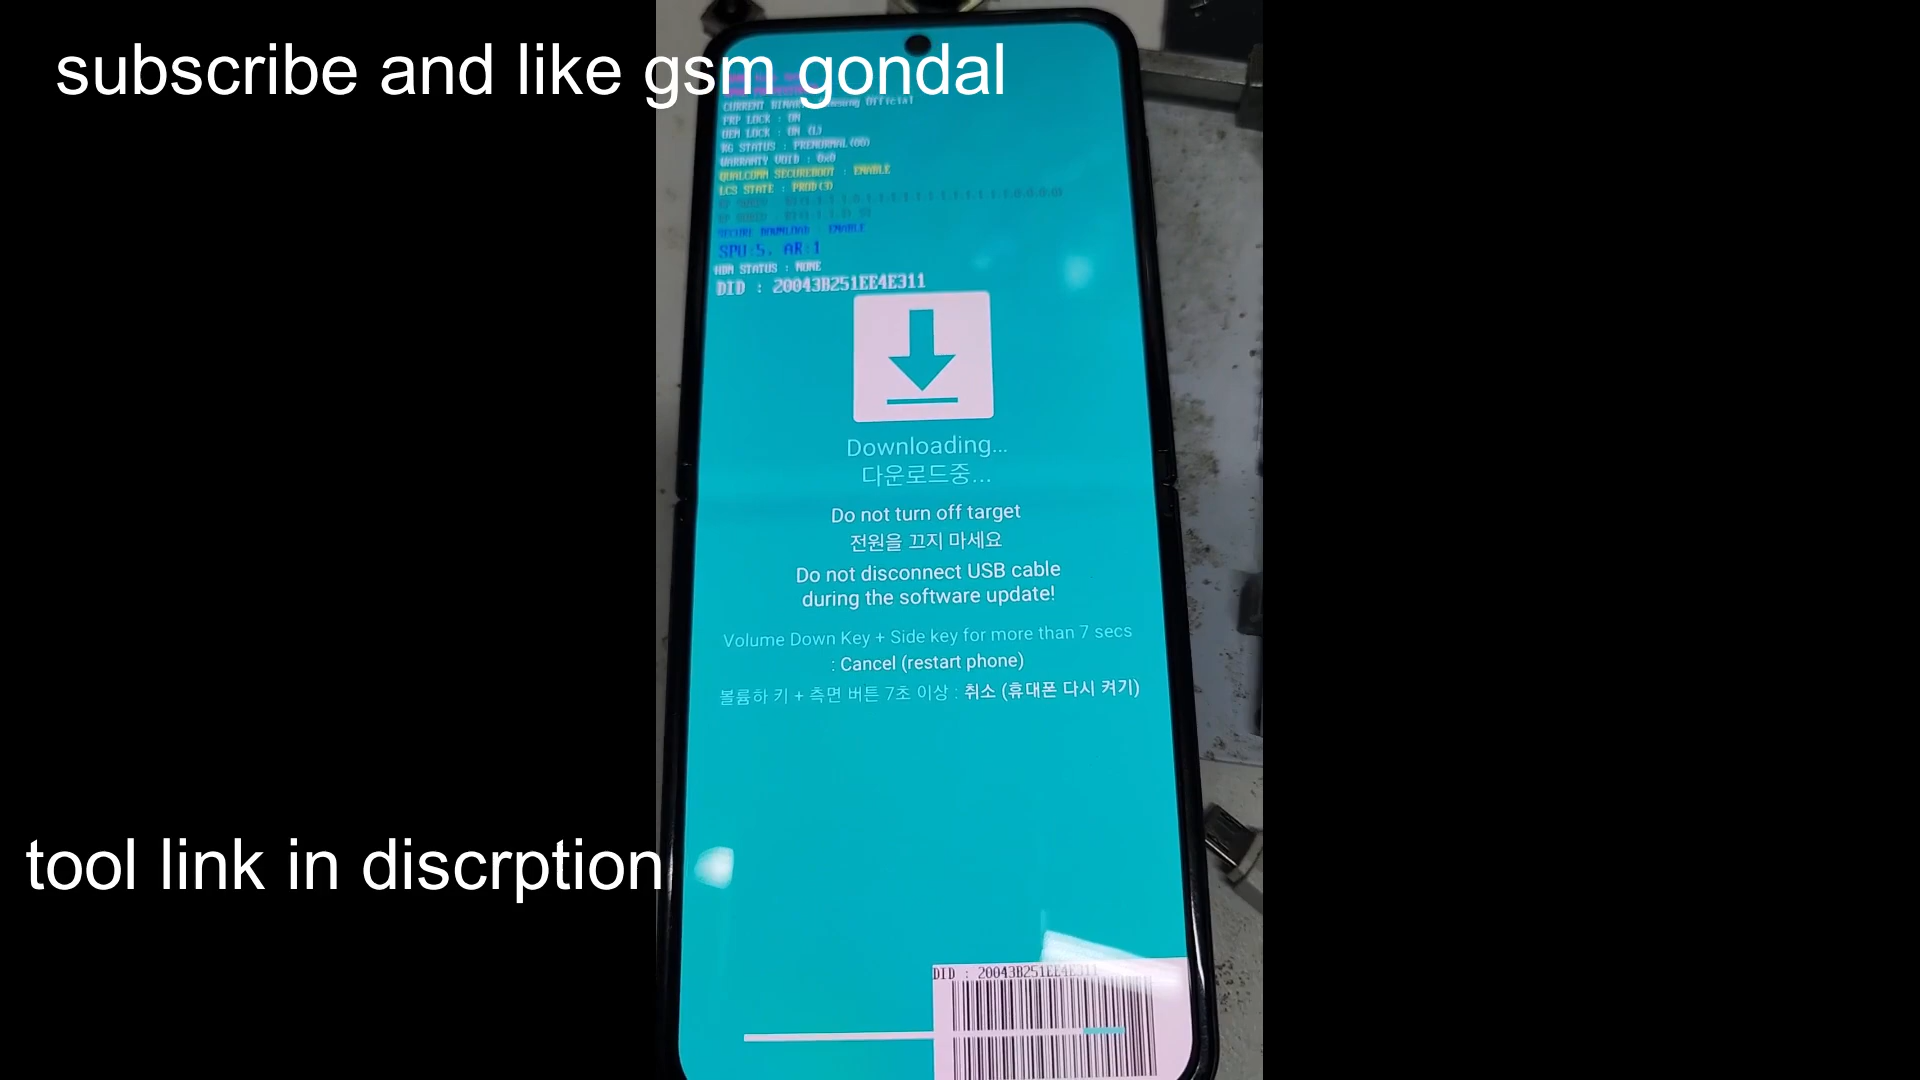 subscribe and like gsm gondal
CURRENT BINARY : Samsung Official
FRP LOCK : ON
OEM LOCK : ON (L)
KG STATUS : PRENORMAL(00)
WARRANTY VOID : 0x0
QUALCOMM SECUREBOOT : ENABLE
LCS STATE : PROD(3)
SECURE DOWNLOAD : ENABLE
SPU:5, AR:1
HDM STATUS : NONE
DID : 20043B251EE4E311
Downloading...
다운로드중...
Do not turn off target
전원을 끄지 마세요
Do not disconnect USB cable
during the software update!
Volume Down Key + Side key for more than 7 secs
: Cancel (restart phone)
볼륨하 키 + 측면 버튼 7초 이상 : 취소 (휴대폰 다시 켜기)
tool link in discrption
DID : 20043B251EE4E311